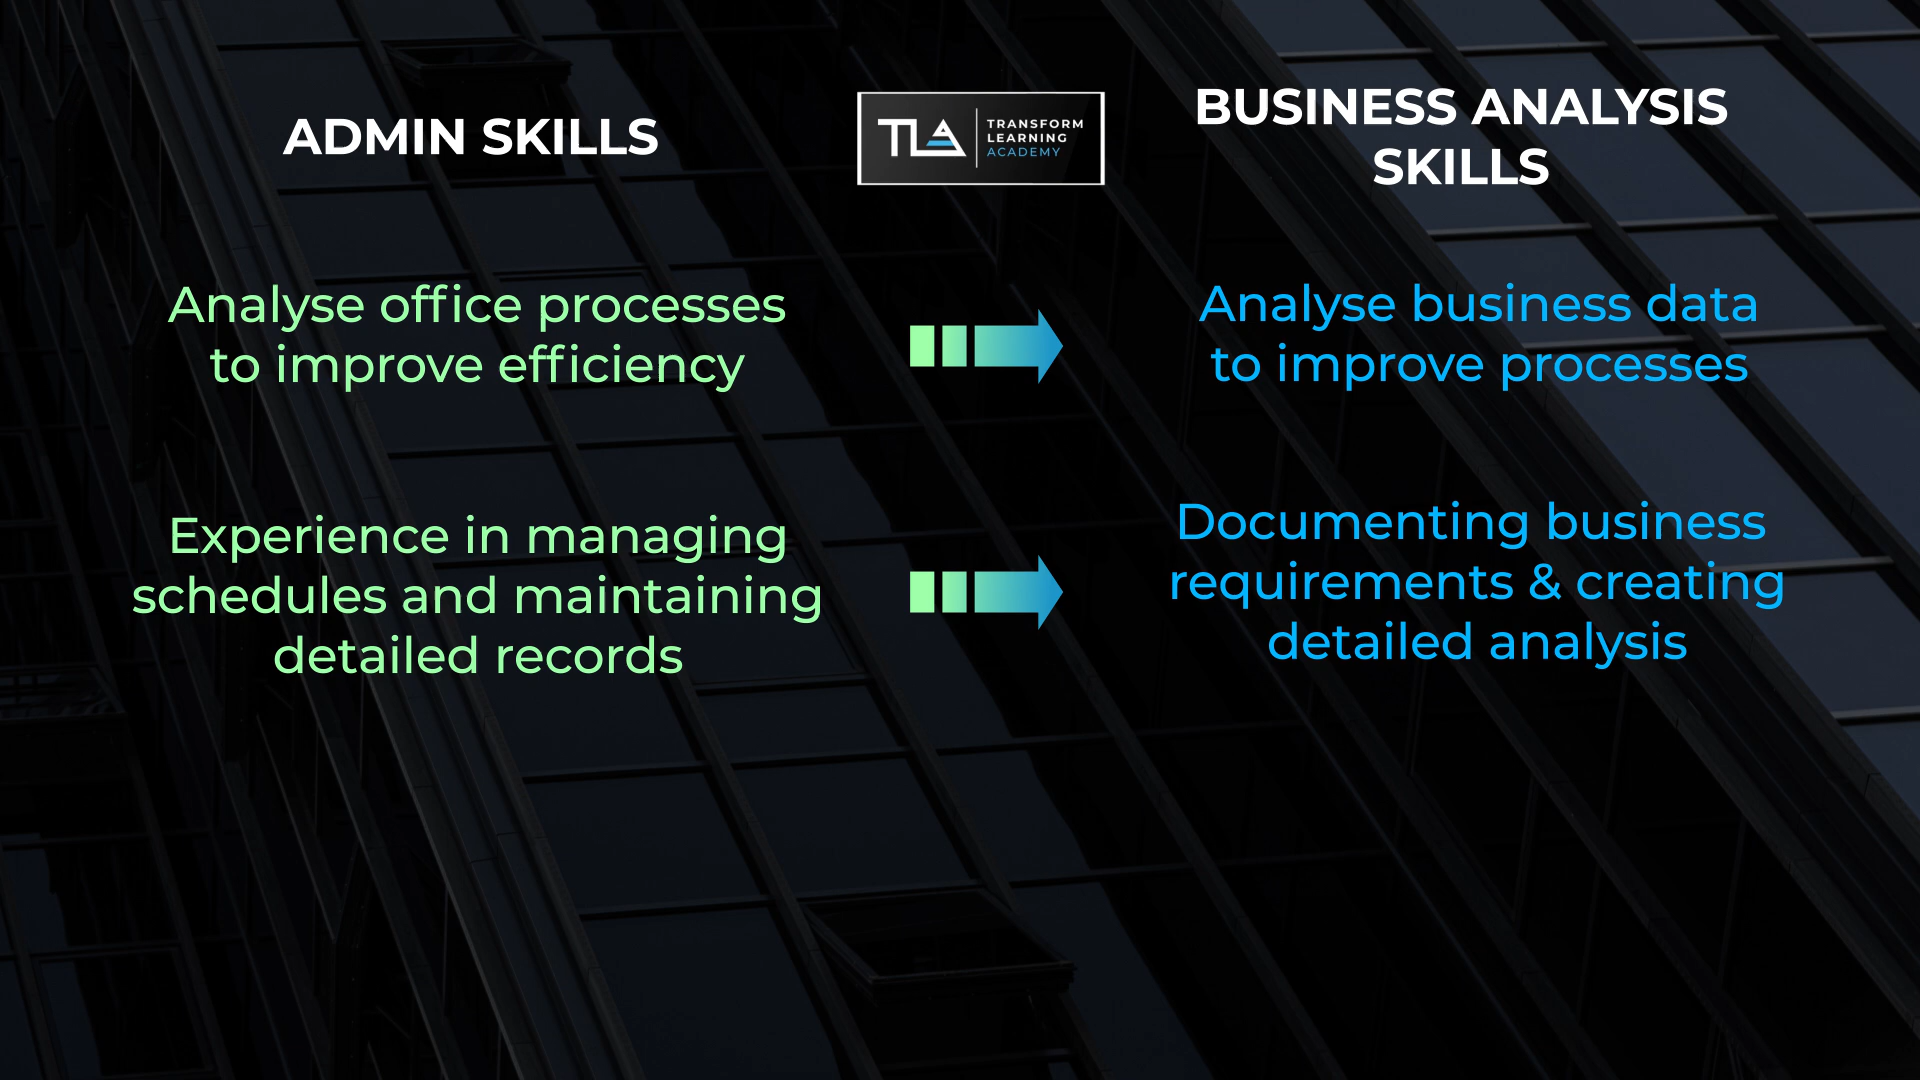 ADMIN SKILLS
TLA
TRANSFORM
LEARNING
ACADEMY
BUSINESS ANALYSIS
SKILLS
Analyse office processes
to improve efficiency
Analyse business data
to improve processes
Experience in managing
schedules and maintaining
detailed records
Documenting business
requirements & creating
detailed analysis